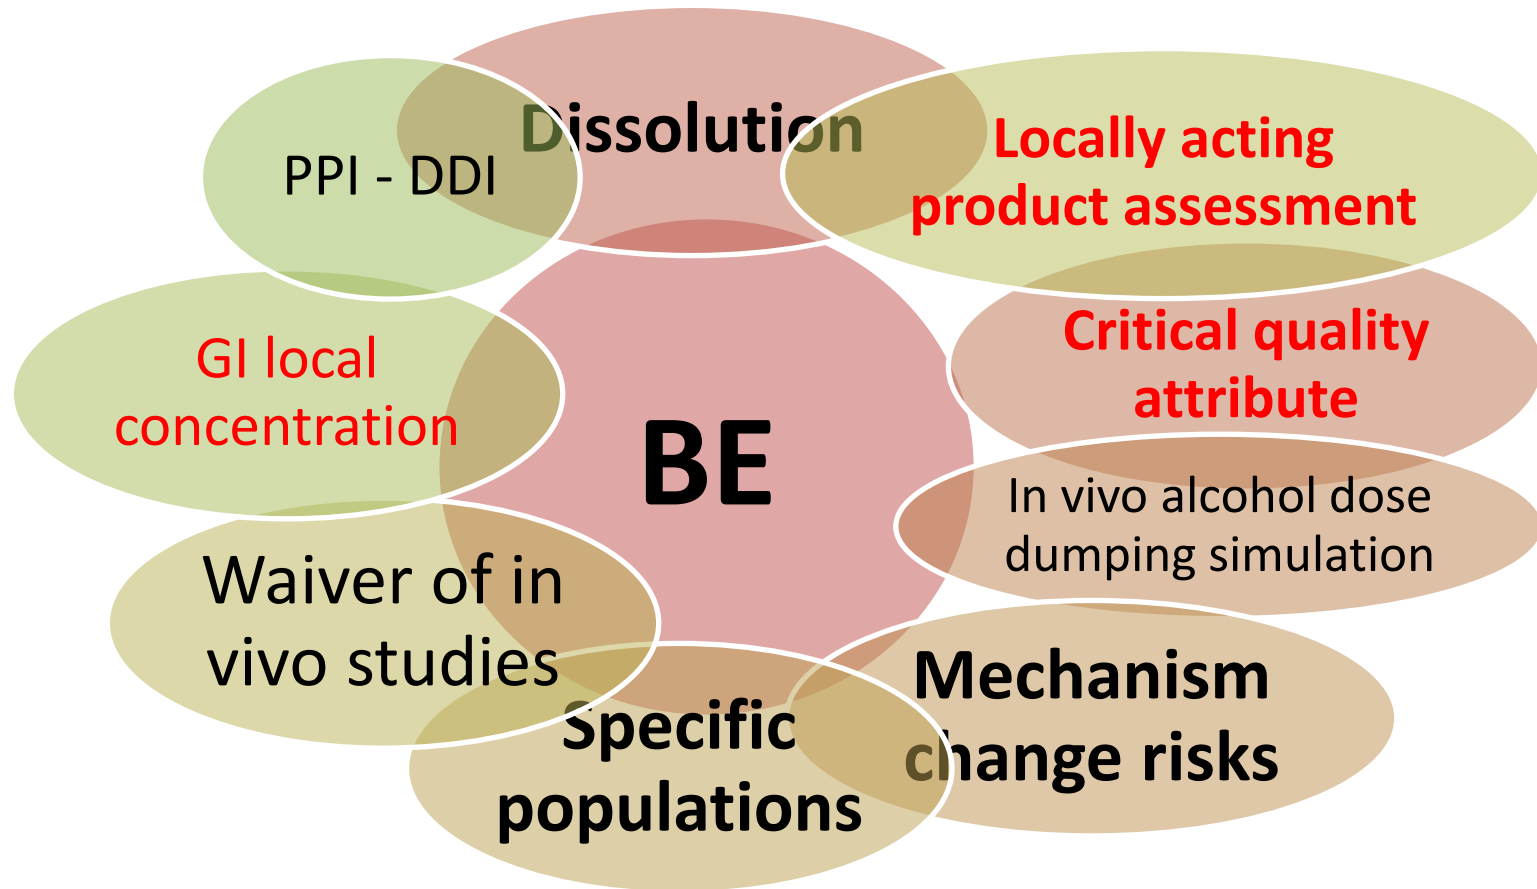 Dissolution
Locally acting
product assessment
PPI - DDI
Critical quality
attribute
GI local
concentration
BE
In vivo alcohol dose
dumping simulation
Waiver of in
vivo studies
Mechanism
change risks
Specific
populations